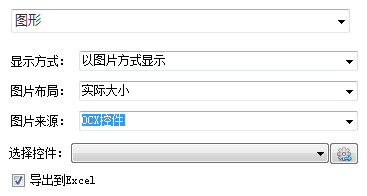 图形
显示方式： 以图片方式显示
图片布局： 实际大小
图片来源： OCX控件
选择控件：
导出到Excel